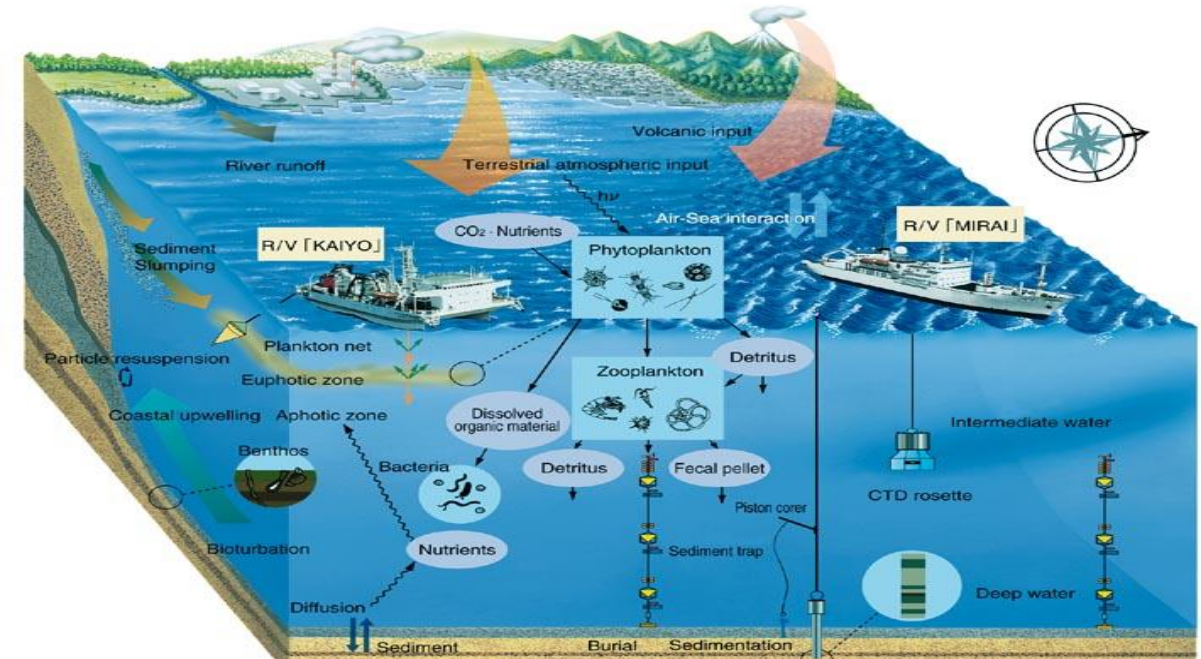 Volcanic input
River runoff
Terrestrial atmospheric input
hν
Air-Sea interaction
R/V「KAIYO」
CO2 · Nutrients
R/V「MIRAI」
Phytoplankton
Sediment
Slumping
Plankton net
Particle resuspension
Detritus
Zooplankton
Euphotic zone
Coastal upwelling
Aphotic zone
Dissolved
organic material
Intermediate water
Benthos
Bacteria
Detritus
Fecal pellet
CTD rosette
Piston corer
Bioturbation
Nutrients
Sediment trap
Deep water
Diffusion
Sediment
Burial
Sedimentation